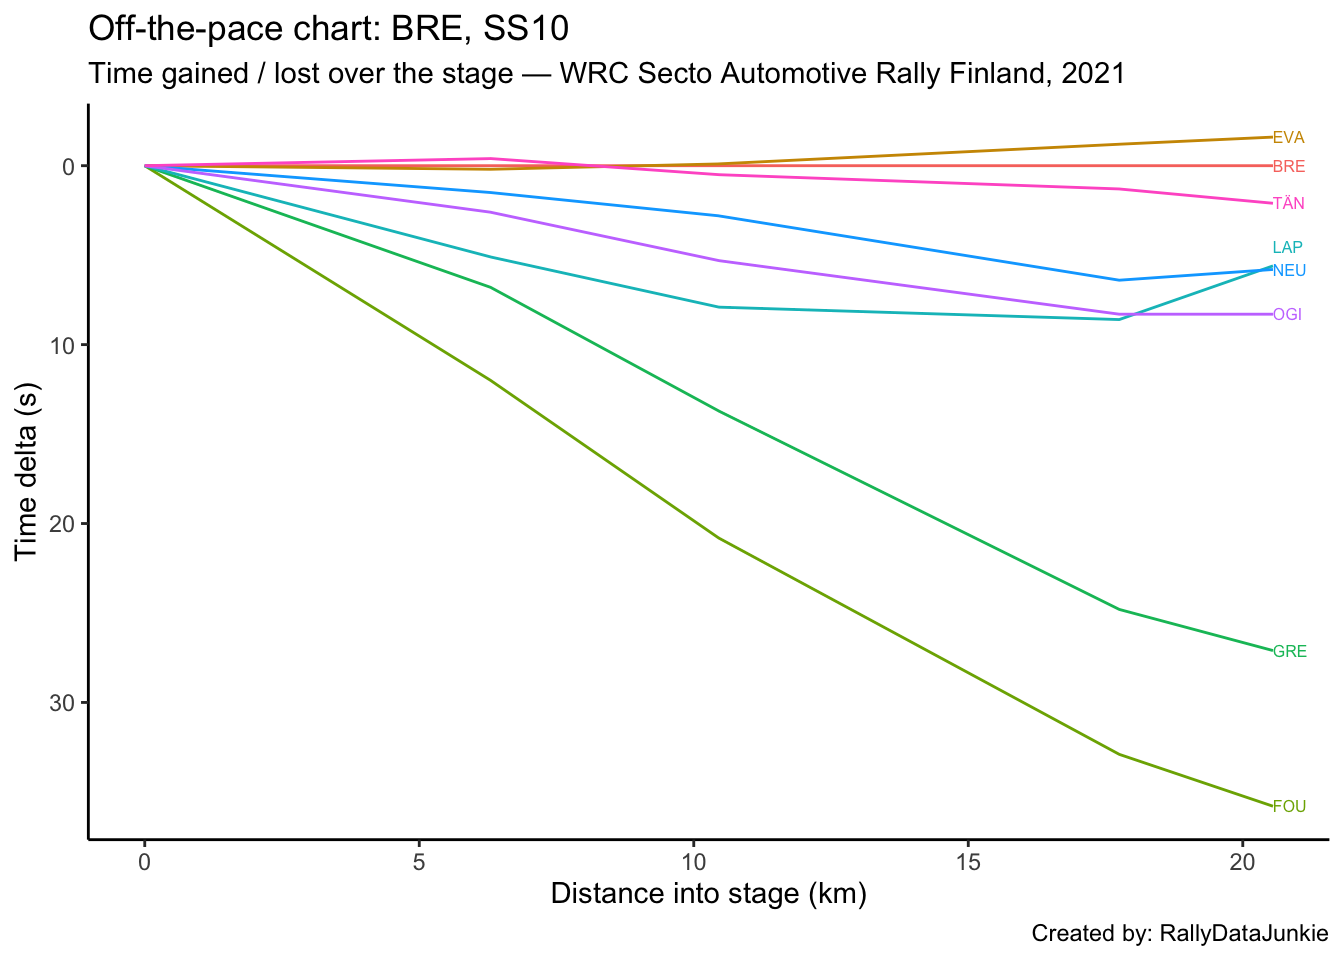 Off-the-pace chart: BRE, SS10
Time gained / lost over the stage — WRC Secto Automotive Rally Finland, 2021
EVA
0
BRE
TÄN
LAP
NEU
OGI
10
Time delta (s)
20
GRE
30
FOU
0 5 10 15 20
Distance into stage (km)
Created by: RallyDataJunkie